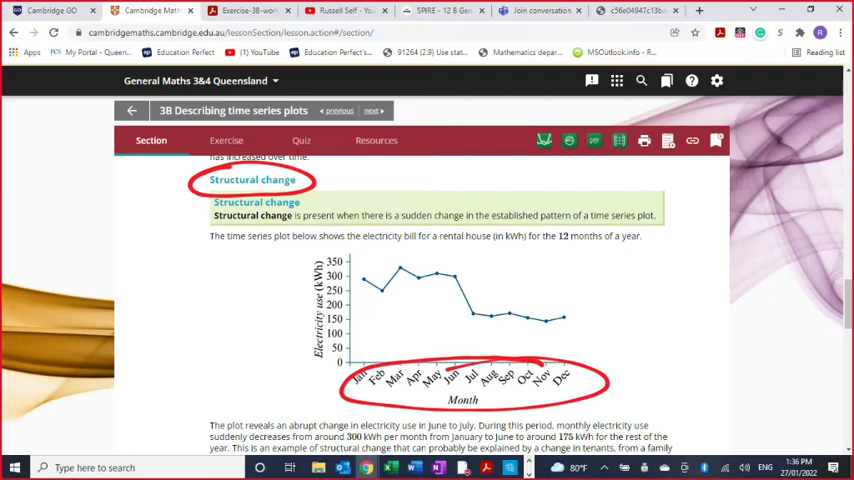 Cambridge GO
Cambridge Math
Exercise-3B-work
Russell Self - You
SPIRE - 12 B Gen
Join conversation
c56e04947c13ba
cambridgemaths.cambridge.edu.au/lessonSection/lesson.action#/section/
Apps
My Portal - Queen...
Education Perfect
(1) YouTube
Education Perfect's...
91264 (2.9) Use stat...
Mathematics depar...
MSOutlook.info - R...
Reading list
General Maths 3&4 Queensland
3B Describing time series plots
previous
next
Section
Exercise
Quiz
Resources
has increased over time.
Structural change
Structural change
Structural change is present when there is a sudden change in the established pattern of a time series plot.
The time series plot below shows the electricity bill for a rental house (in kWh) for the 12 months of a year.
Electricity use (kWh)
350
300
250
200
150
100
50
0
Jan
Feb
Mar
Apr
May
Jun
Jul
Aug
Sep
Oct
Nov
Dec
Month
The plot reveals an abrupt change in electricity use in June to July. During this period, monthly electricity use
suddenly decreases from around 300 kWh per month from January to June to around 175 kWh for the rest of the
year. This is an example of structural change that can probably be explained by a change in tenants, from a family
Type here to search
80°F
ENG
1:36 PM
27/01/2022